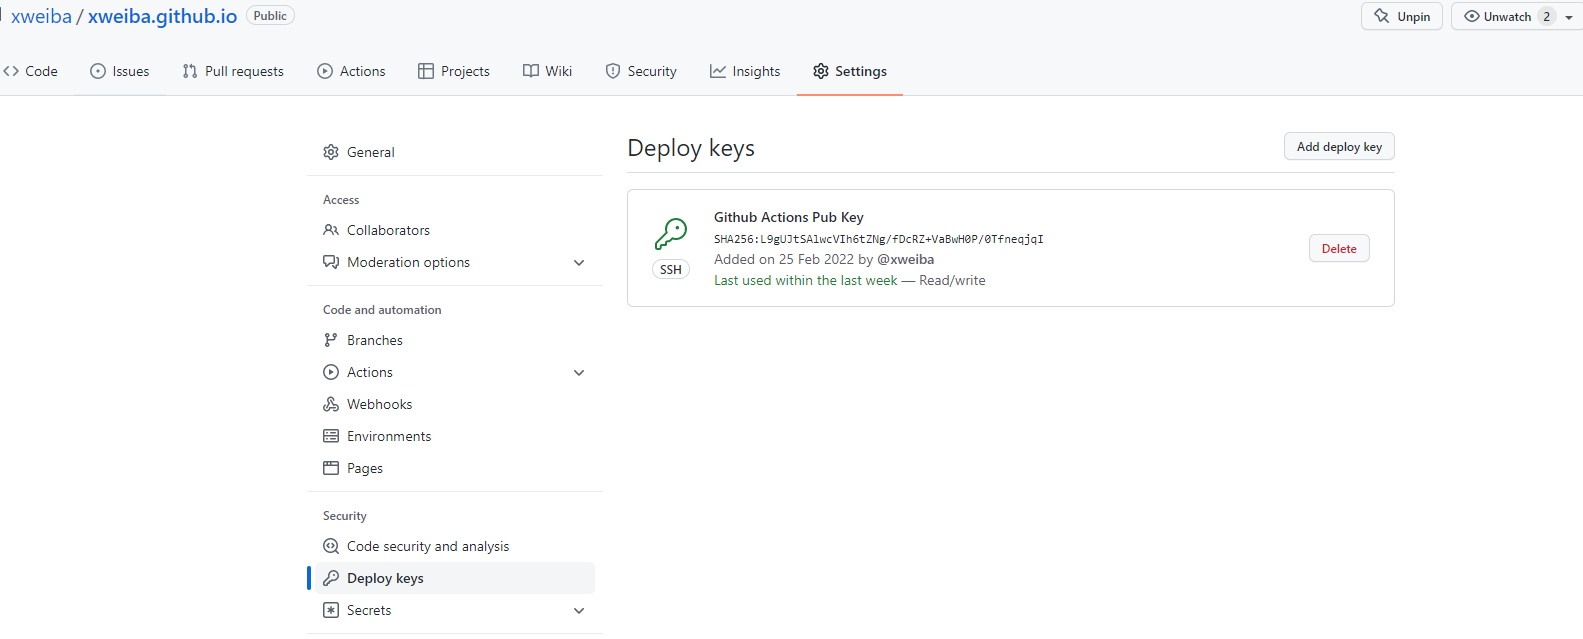 xweiba / xweiba.github.io Public
Unpin
Unwatch 2
Code
Issues
Pull requests
Actions
Projects
Wiki
Security
Insights
Settings
General
Access
Collaborators
Moderation options
Code and automation
Branches
Actions
Webhooks
Environments
Pages
Security
Code security and analysis
Deploy keys
Secrets
Deploy keys
Add deploy key
Github Actions Pub Key
SHA256:L9gUJtSAlwcVIh6tZNg/fDcRZ+VaBwH0P/0TfneqjqI
Added on 25 Feb 2022 by @xweiba
Last used within the last week — Read/write
SSH
Delete